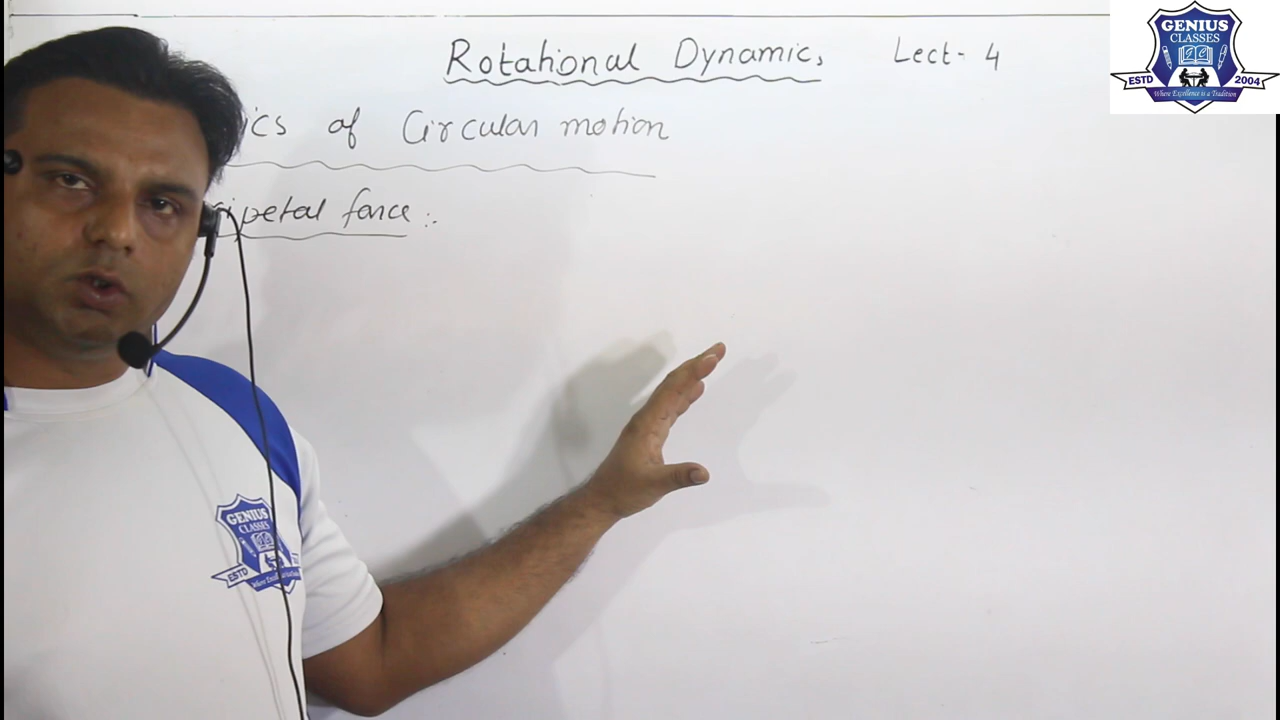 Rotational Dynamics Lect- 4
ics of Circular motion
ripetal force :-
GENIUS
CLASSES
ESTD 2004
Where Excellence is a Tradition
GENIUS
CLASSES
ESTD